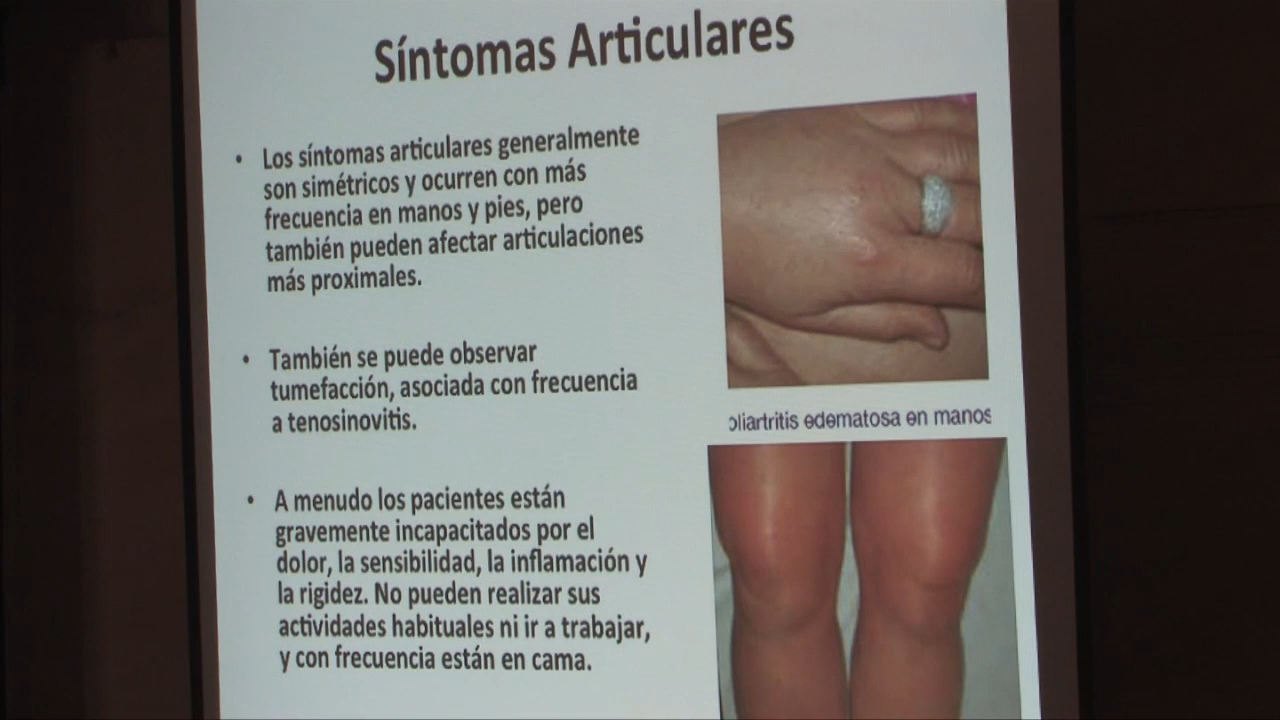 Síntomas Articulares
• Los síntomas articulares generalmente
son simétricos y ocurren con más
frecuencia en manos y pies, pero
también pueden afectar articulaciones
más proximales.
• También se puede observar
tumefacción, asociada con frecuencia
a tenosinovitis.
• A menudo los pacientes están
gravemente incapacitados por el
dolor, la sensibilidad, la inflamación y
la rigidez. No pueden realizar sus
actividades habituales ni ir a trabajar,
y con frecuencia están en cama.
oliartritis edematosa en manos